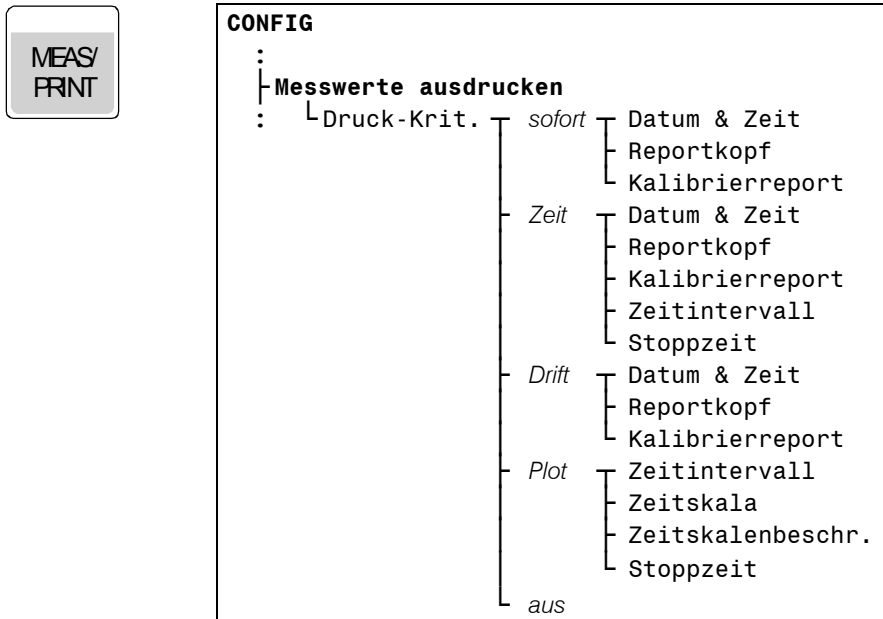 MEAS/
PRINT
CONFIG
:
Messwerte ausdrucken
: Druck-Krit. sofort Datum & Zeit
Reportkopf
Kalibrierreport
Zeit Datum & Zeit
Reportkopf
Kalibrierreport
Zeitintervall
Stoppzeit
Drift Datum & Zeit
Reportkopf
Kalibrierreport
Plot Zeitintervall
Zeitskala
Zeitskalenbeschr.
Stoppzeit
aus